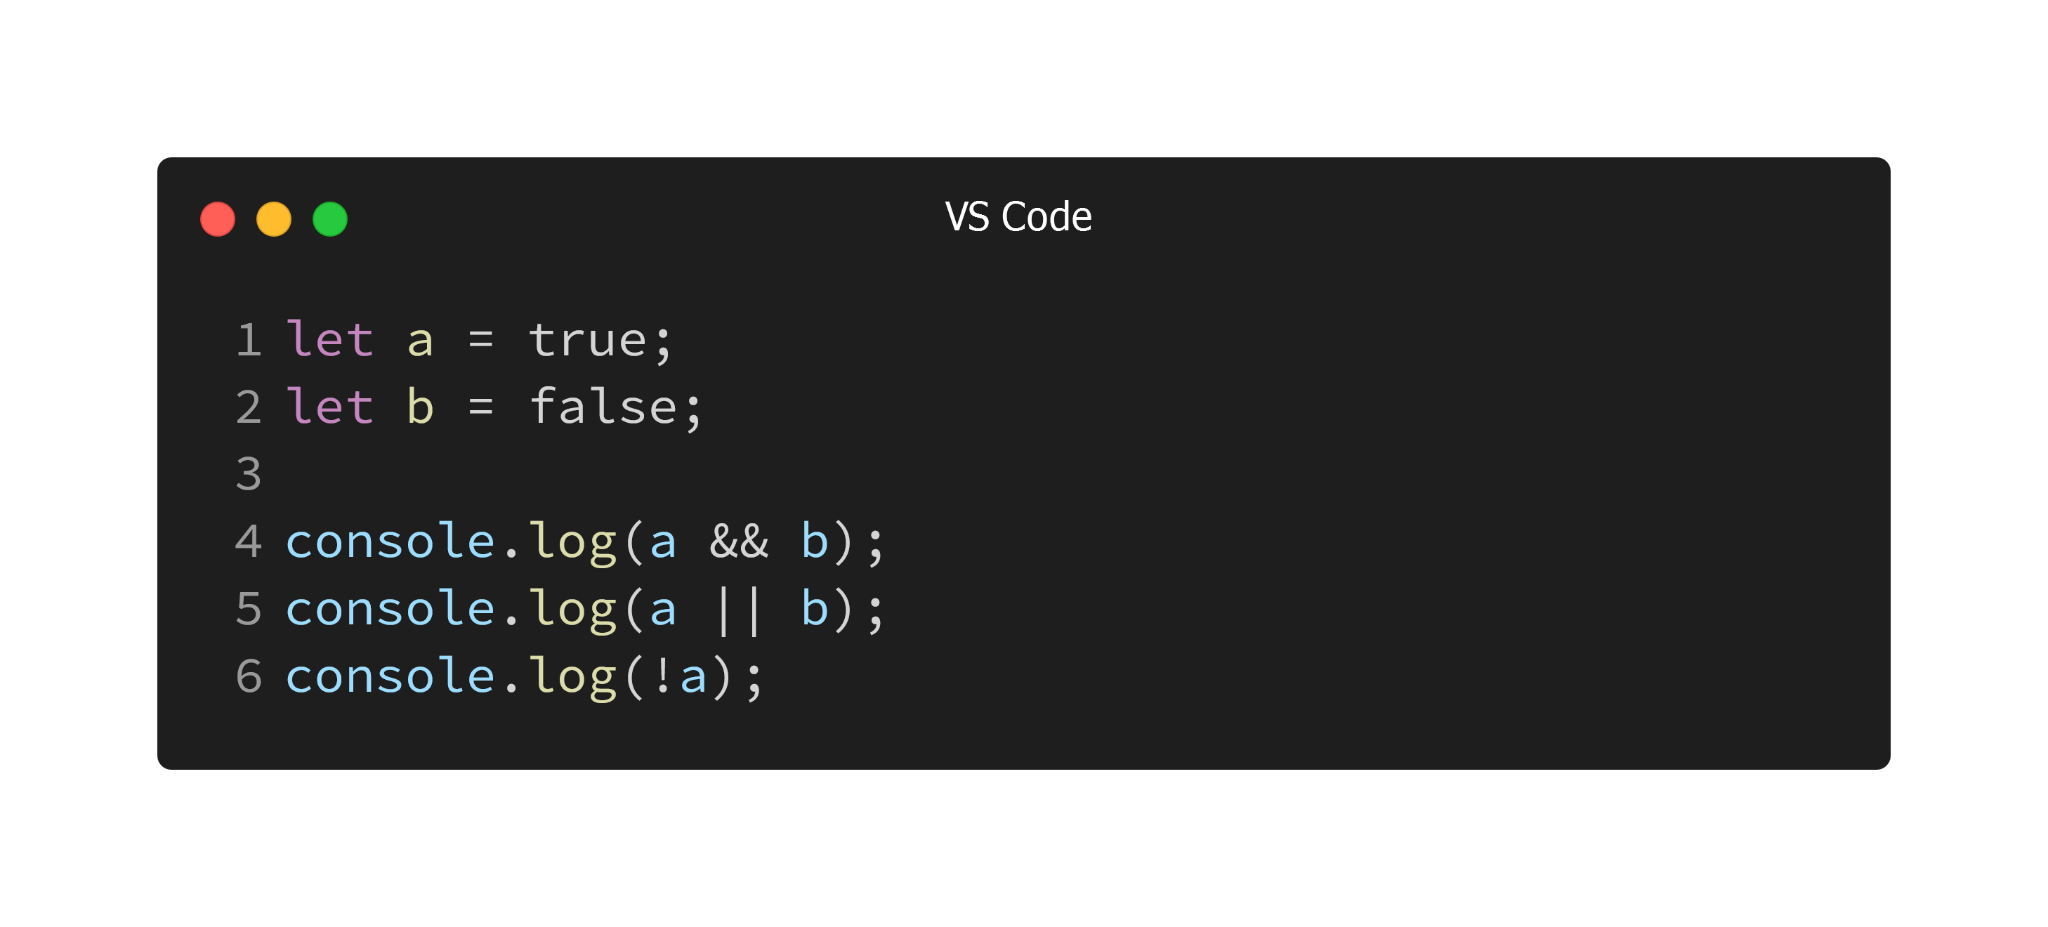 VS Code
1 let a = true;
2 let b = false;
3
4 console.log(a && b);
5 console.log(a || b);
6 console.log(!a);